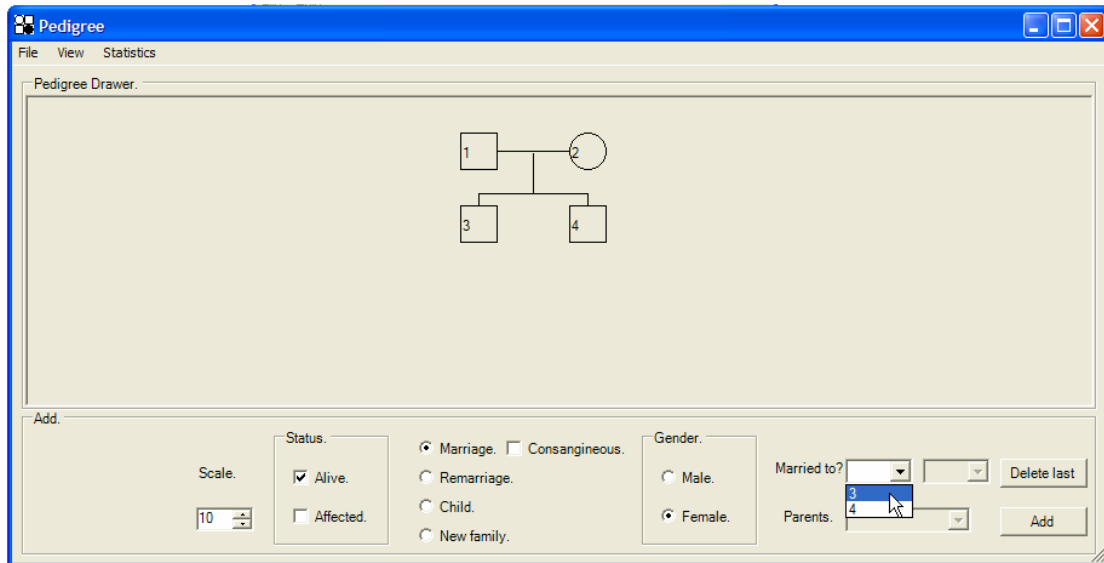 Pedigree
File View Statistics
Pedigree Drawer.
1 2
3 4
Add.
Status. Gender.
Marriage. Consangineous.
Scale. Alive. Remarriage. Male. Married to? Delete last
3
Child.
10 Affected. Female. Parents. 4 Add
New family.